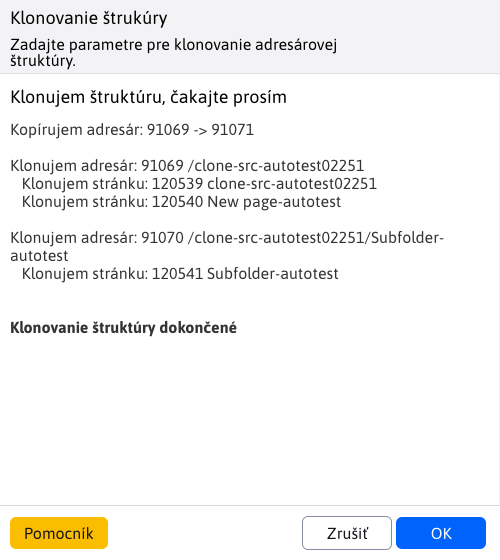 Klonovanie štrukúry
Zadajte parametre pre klonovanie adresárovej
štruktúry.
Klonujem štruktúru, čakajte prosím
Kopírujem adresár: 91069 -> 91071
Klonujem adresár: 91069 /clone-src-autotest02251
Klonujem stránku: 120539 clone-src-autotest02251
Klonujem stránku: 120540 New page-autotest
Klonujem adresár: 91070 /clone-src-autotest02251/Subfolder-
autotest
Klonujem stránku: 120541 Subfolder-autotest
Klonovanie štruktúry dokončené
Pomocník
Zrušiť
OK